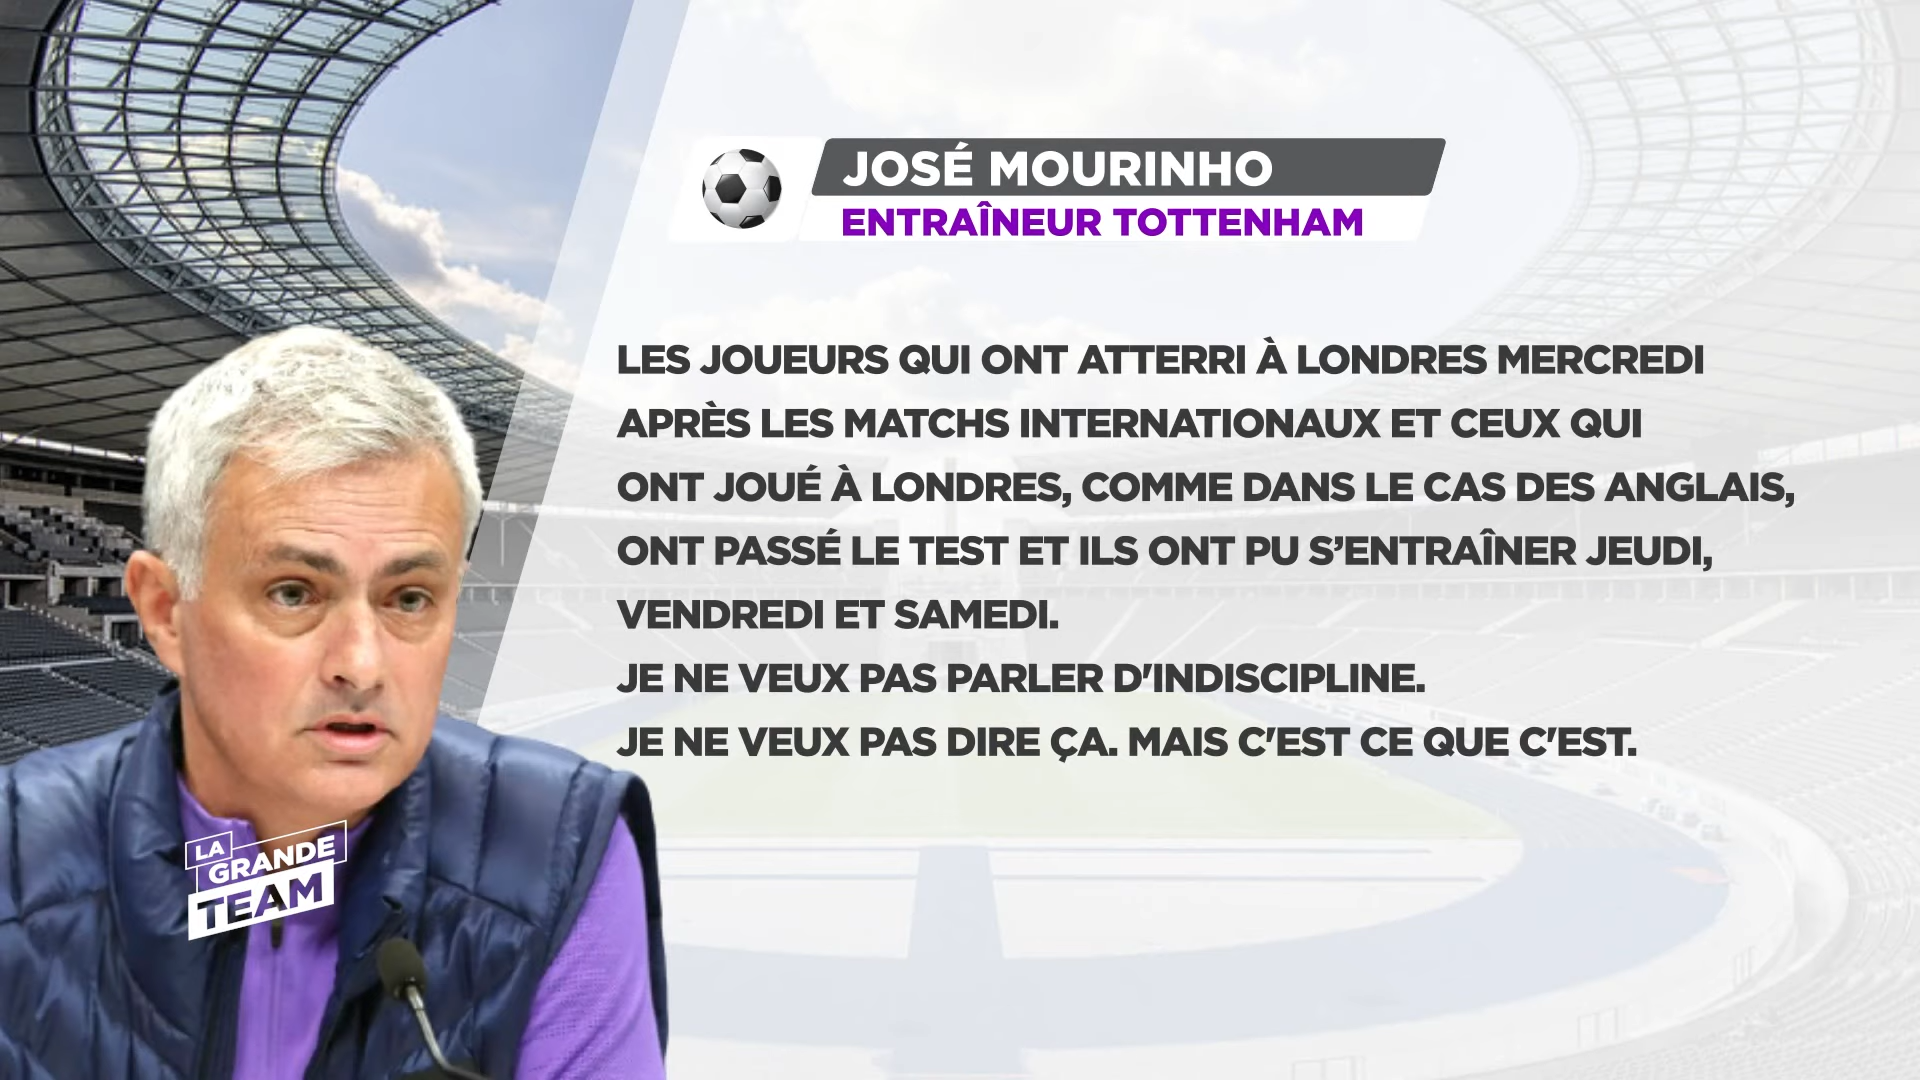 JOSÉ MOURINHO
ENTRAÎNEUR TOTTENHAM
LES JOUEURS QUI ONT ATTERRI À LONDRES MERCREDI
APRÈS LES MATCHS INTERNATIONAUX ET CEUX QUI
ONT JOUÉ À LONDRES, COMME DANS LE CAS DES ANGLAIS,
ONT PASSÉ LE TEST ET ILS ONT PU S’ENTRAÎNER JEUDI,
VENDREDI ET SAMEDI.
JE NE VEUX PAS PARLER D'INDISCIPLINE.
JE NE VEUX PAS DIRE ÇA. MAIS C'EST CE QUE C'EST.
LA
GRANDE
TEAM